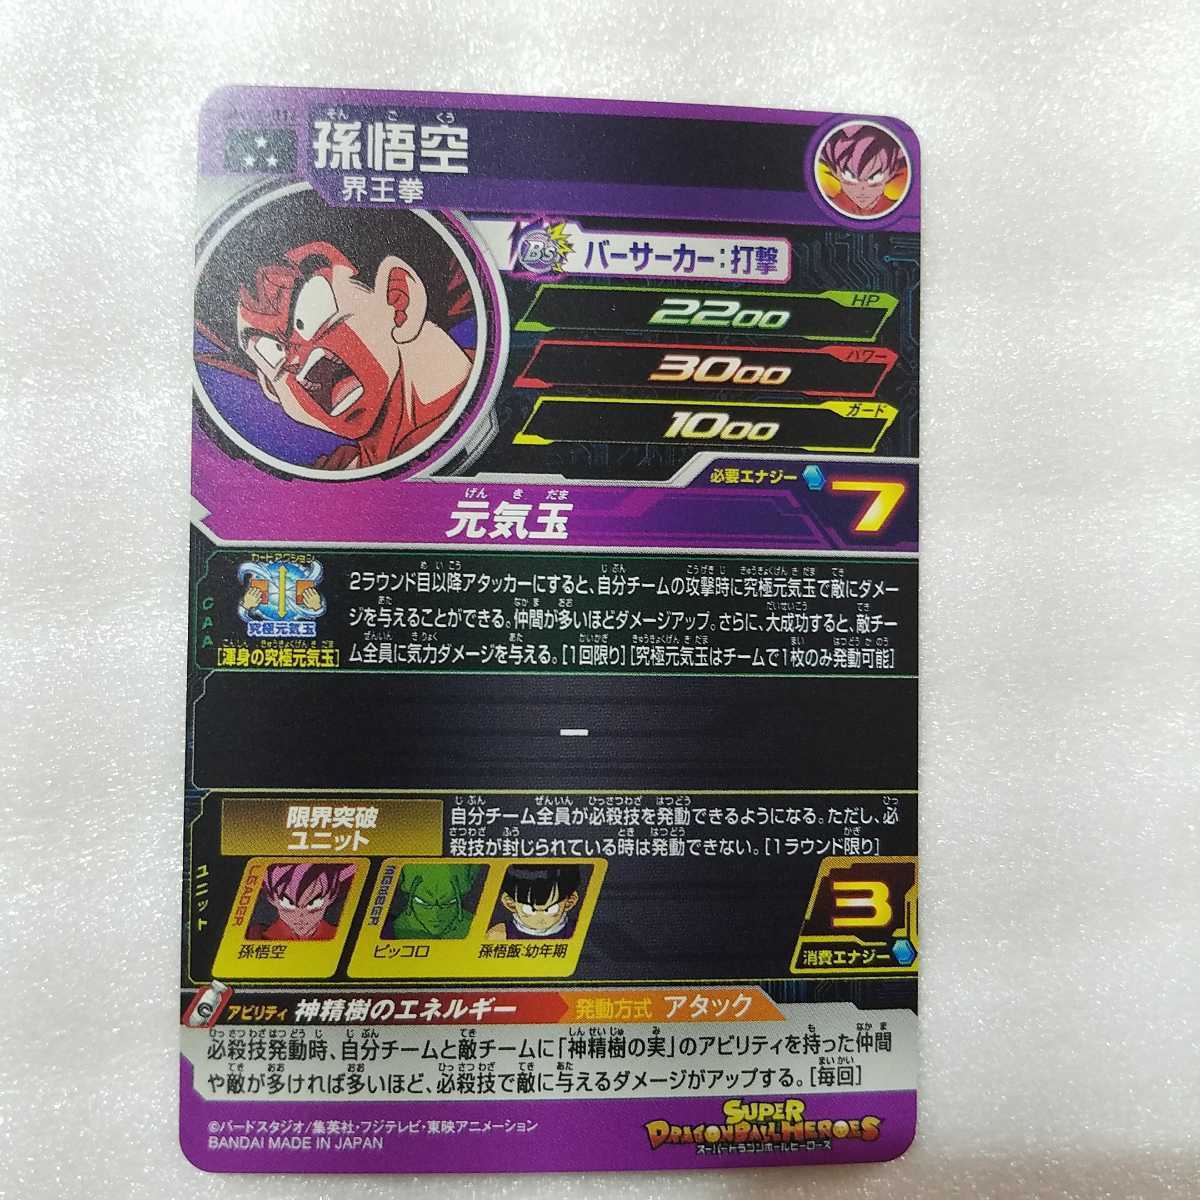 孫悟空
そん ご くう
界王拳
Bs バーサーカー:打撃
HP
2200
パワー
3000
ガード
1000
必要エナジー 7
げん き だま
元気玉
カードアクション
究極元気玉
こんしん きゅうきょくげん き だま
[渾身の究極元気玉]
CAA
2ラウンド目以降アタッカーにすると、自分チームの攻撃時に究極元気玉で敵にダメー
ジを与えることができる。仲間が多いほどダメージアップ。さらに、大成功すると、敵チー
ム全員に気力ダメージを与える。[1回限り][究極元気玉はチームで1枚のみ発動可能]
ー
ユニット
限界突破
ユニット
自分チーム全員が必殺技を発動できるようになる。ただし、必
殺技が封じられている時は発動できない。[1ラウンド限り]
LEADER
孫悟空
MEMBER
ピッコロ
孫悟飯:幼年期
3
消費エナジー
アビリティ 神精樹のエネルギー 発動方式 アタック
必殺技発動時、自分チームと敵チームに「神精樹の実」のアビリティを持った仲間
や敵が多ければ多いほど、必殺技で敵に与えるダメージがアップする。[毎回]
©バードスタジオ/集英社・フジテレビ・東映アニメーション
BANDAI MADE IN JAPAN
SUPER
DRAGONBALL HEROES
スーパードラゴンボールヒーローズ